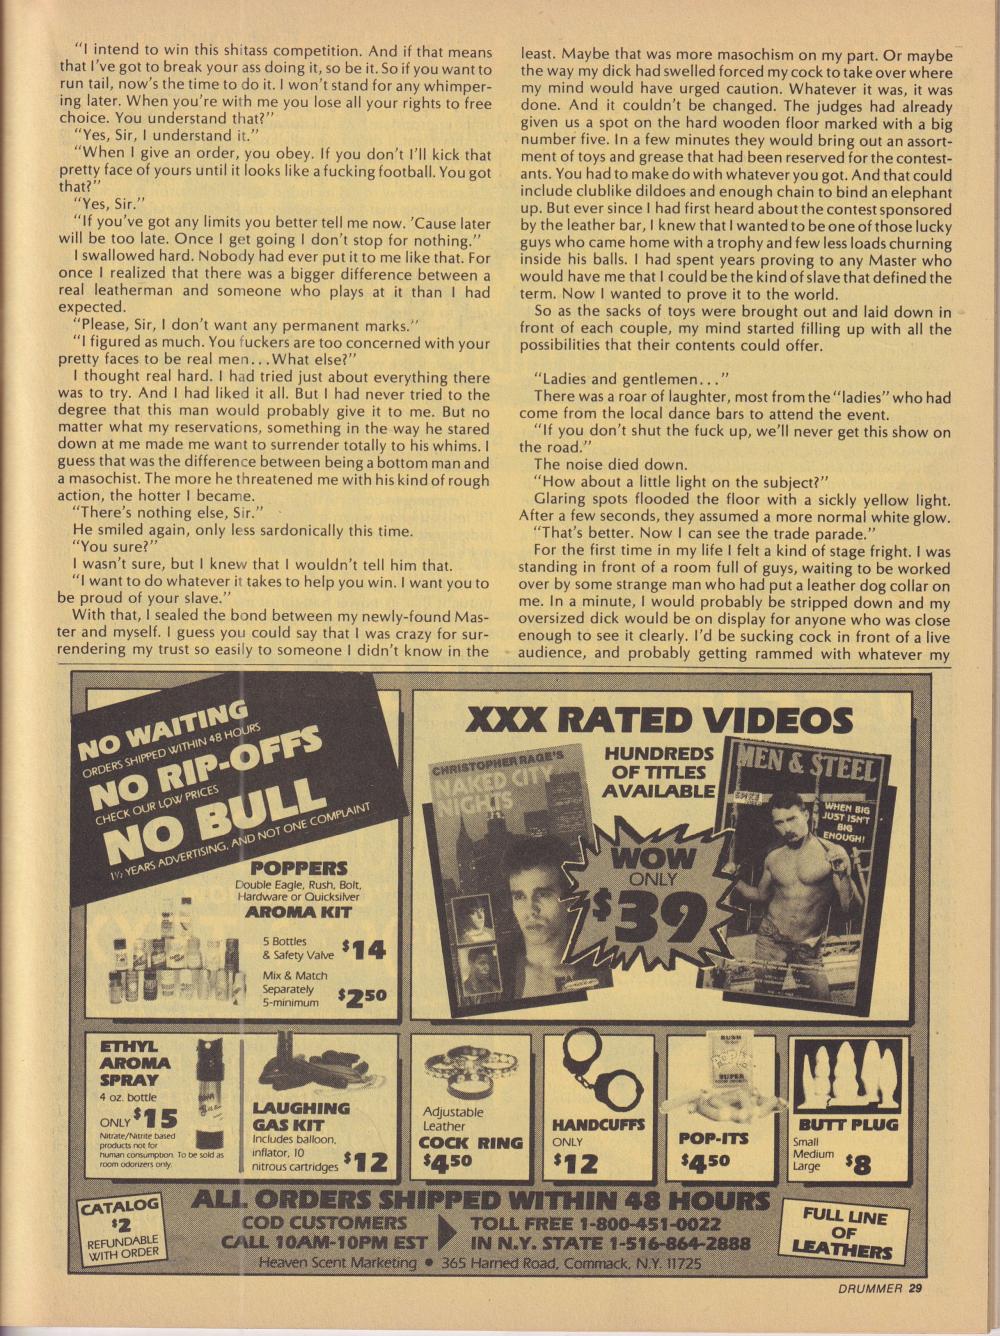 "I intend to win this shitass competition. And if that means
that I've got to break your ass doing it, so be it. So if you want to
run tail, now's the time to do it. I won't stand for any whimper-
ing later. When you're with me you lose all your rights to free
choice. You understand that?"
"Yes, Sir, I understand it."
"When I give an order, you obey. If you don't I'll kick that
pretty face of yours until it looks like a fucking football. You got
that?"
"Yes, Sir."
"If you've got any limits you better tell me now. 'Cause later
will be too late. Once I get going I don't stop for nothing."
I swallowed hard. Nobody had ever put it to me like that. For
once I realized that there was a bigger difference between a
real leatherman and someone who plays at it than I had
expected.
"Please, Sir, I don't want any permanent marks."
"I figured as much. You fuckers are too concerned with your
pretty faces to be real men...What else?"
I thought real hard. I had tried just about everything there
was to try. And I had liked it all. But I had never tried to the
degree that this man would probably give it to me. But no
matter what my reservations, something in the way he stared
down at me made me want to surrender totally to his whims. I
guess that was the difference between being a bottom man and
a masochist. The more he threatened me with his kind of rough
action, the hotter I became.
"There's nothing else, Sir."
He smiled again, only less sardonically this time.
"You sure?"
I wasn't sure, but I knew that I wouldn't tell him that.
"I want to do whatever it takes to help you win. I want you to
be proud of your slave."
With that, I sealed the bond between my newly-found Mas-
ter and myself. I guess you could say that I was crazy for sur-
rendering my trust so easily to someone I didn't know in the
least. Maybe that was more masochism on my part. Or maybe
the way my dick had swelled forced my cock to take over where
my mind would have urged caution. Whatever it was, it was
done. And it couldn't be changed. The judges had already
given us a spot on the hard wooden floor marked with a big
number five. In a few minutes they would bring out an assort-
ment of toys and grease that had been reserved for the contest-
ants. You had to make do with whatever you got. And that could
include clublike dildoes and enough chain to bind an elephant
up. But ever since I had first heard about the contest sponsored
by the leather bar, I knew that I wanted to be one of those lucky
guys who came home with a trophy and few less loads churning
inside his balls. I had spent years proving to any Master who
would have me that I could be the kind of slave that defined the
term. Now I wanted to prove it to the world.
So as the sacks of toys were brought out and laid down in
front of each couple, my mind started filling up with all the
possibilities that their contents could offer.
"Ladies and gentlemen..."
There was a roar of laughter, most from the "ladies" who had
come from the local dance bars to attend the event.
"If you don't shut the fuck up, we'll never get this show on
the road."
The noise died down.
"How about a little light on the subject?"
Glaring spots flooded the floor with a sickly yellow light.
After a few seconds, they assumed a more normal white glow.
"That's better. Now I can see the trade parade."
For the first time in my life I felt a kind of stage fright. I was
standing in front of a room full of guys, waiting to be worked
over by some strange man who had put a leather dog collar on
me. In a minute, I would probably be stripped down and my
oversized dick would be on display for anyone who was close
enough to see it clearly. I'd be sucking cock in front of a live
audience, and probably getting rammed with whatever my
NO WAITING
ORDERS SHIPPED WITHIN 48 HOURS
NO RIP-OFFS
CHECK OUR LOW PRICES
NO BULL
1½ YEARS ADVERTISING, AND NOT ONE COMPLAINT
POPPERS
Double Eagle, Rush, Bolt,
Hardware or Quicksilver
AROMA KIT
5 Bottles
& Safety Valve $14
Mix & Match
Separately
5-minimum $2.50
XXX RATED VIDEOS
HUNDREDS
OF TITLES
AVAILABLE
CHRISTOPHER RAGE'S
NAKED CITY
NIGHTS
WOW
ONLY
$39
MEN & STEEL
WHEN BIG
JUST ISN'T
BIG
ENOUGH!
ETHYL
AROMA
SPRAY
4 oz. bottle
ONLY $15
Nitrate/Nitrite based
products not for
human consumption. To be sold as
room odorizers only.
LAUGHING
GAS KIT
Includes balloon,
inflator, 10
nitrous cartridges $12
Adjustable
Leather
COCK RING
$4.50
HANDCUFFS
ONLY
$12
RUSH
SUPER
POP-ITS
$4.50
BUTT PLUG
Small
Medium
Large $8
CATALOG
$2
REFUNDABLE
WITH ORDER
ALL ORDERS SHIPPED WITHIN 48 HOURS
COD CUSTOMERS
CALL 10AM-10PM EST
TOLL FREE 1-800-451-0022
IN N.Y. STATE 1-516-864-2888
Heaven Scent Marketing • 365 Harned Road, Commack, N.Y. 11725
FULL LINE
OF
LEATHERS
DRUMMER 29